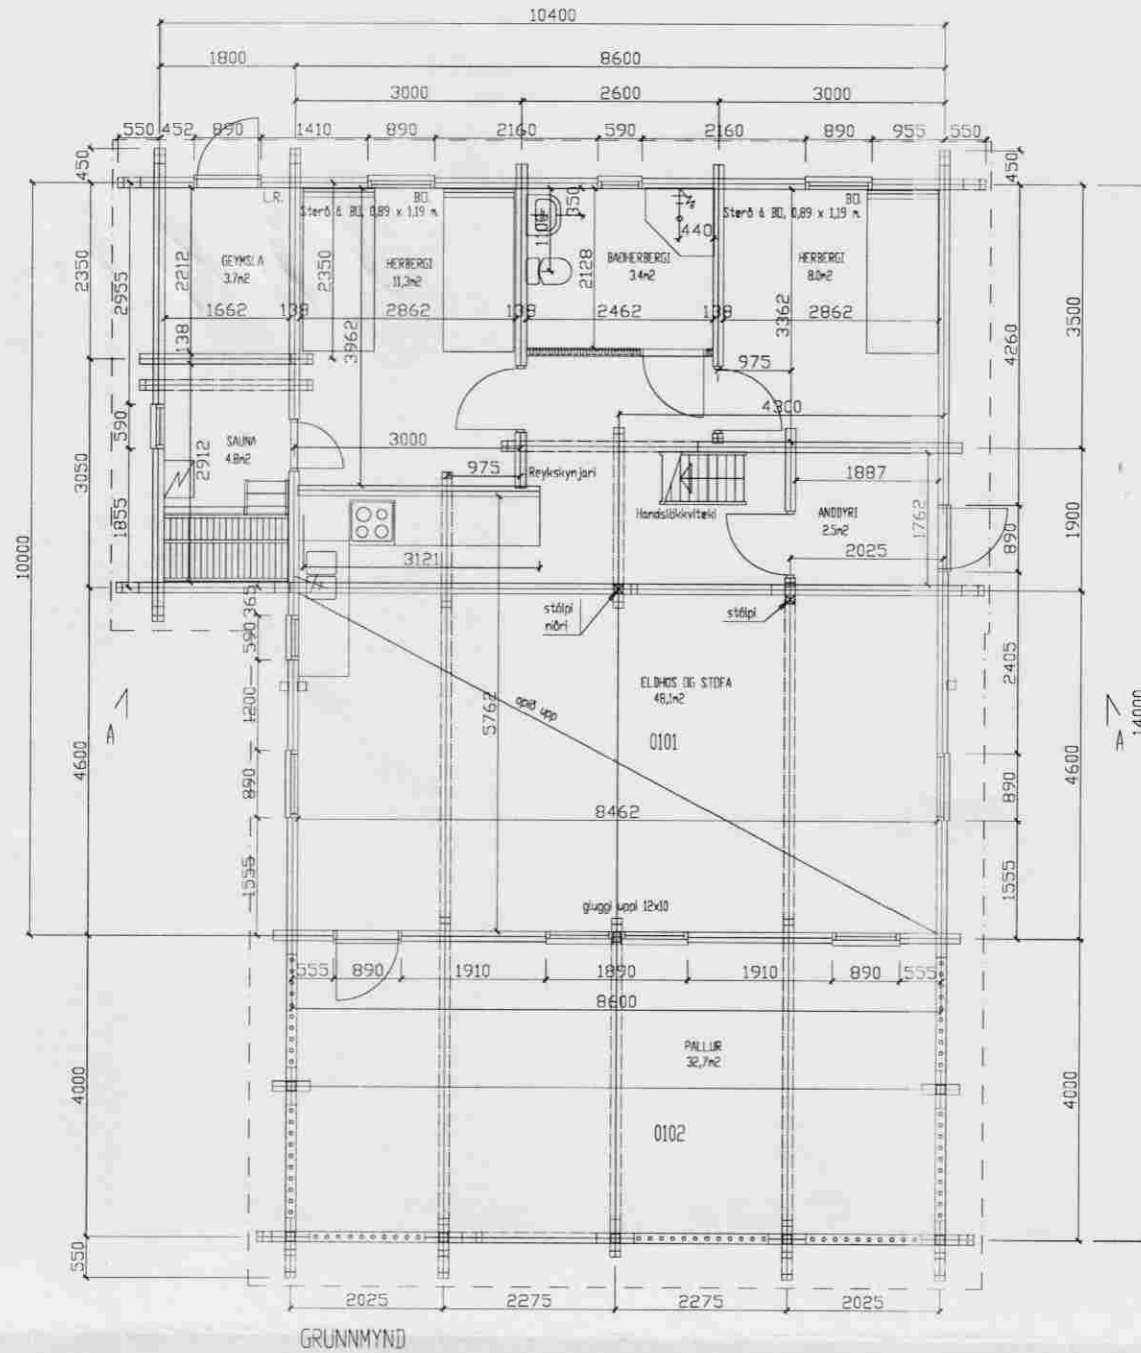 10400
1800 8600
3000 2600 3000
550 452 890 1410 890 2160 590 2160 890 955 550
450 450
L.R. BO. BO.
Stærð á BO. 0,89 x 1,19 m. Stærð á BO. 0,89 x 1,19 m.
350
1109
440
GEYMSLA
3.7m2
HERBERGI
11,3m2
BAÐHERBERGI
3.4m2
HERBERGI
8.0m2
2350 2955 2212 2350 2128 3362 4260 3500
1662 138 2862 138 2462 138 2862
138 3962
975
4300
590
SAUNA
4.8m2
3000
2912
3050
975 Reykskynjari
1887
1855
Handslökkvitæki
ANDDYRI
2.5m2
1762
1900
890
2025
10000
3121
365
590
stólpi
niðri
stólpi
ELDHÚS OG STOFA
48,1m2
2405
1200
opið upp
5762
0101
A A
14000
4600 4600
890 890
8462
1555 1555
gluggi uppi 12x10
555 890 1910 1890 1910 890 555
8600
PALLUR
32,7m2
4000 4000
0102
550
2025 2275 2275 2025
GRUNNMYND